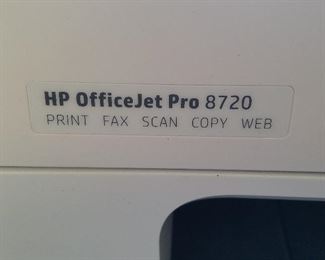 HP OfficeJet Pro 8720
PRINT FAX SCAN COPY WEB